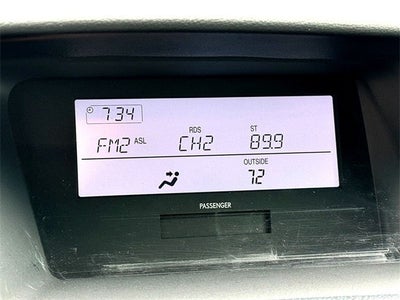 7:34
RDS ST
FM2 ASL CH2 89.9
OUTSIDE
72
PASSENGER